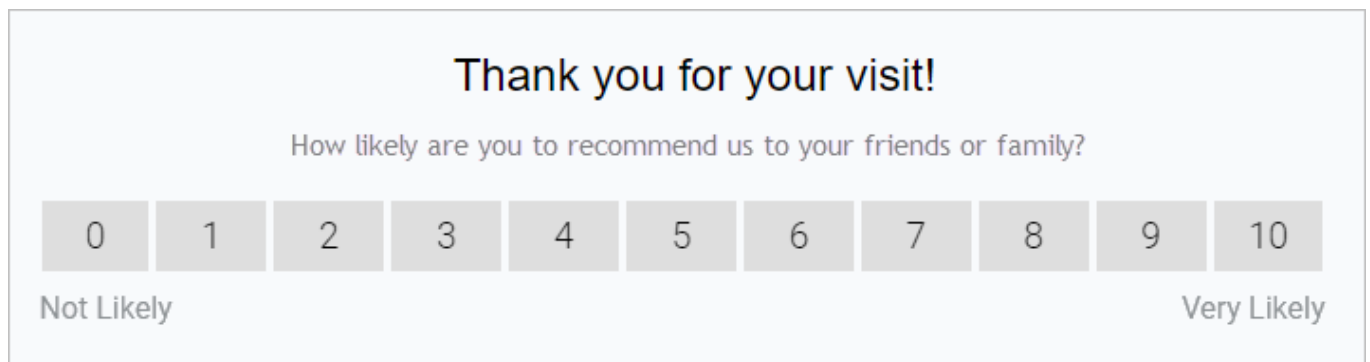 Thank you for your visit!
How likely are you to recommend us to your friends or family?
0 1 2 3 4 5 6 7 8 9 10
Not Likely Very Likely